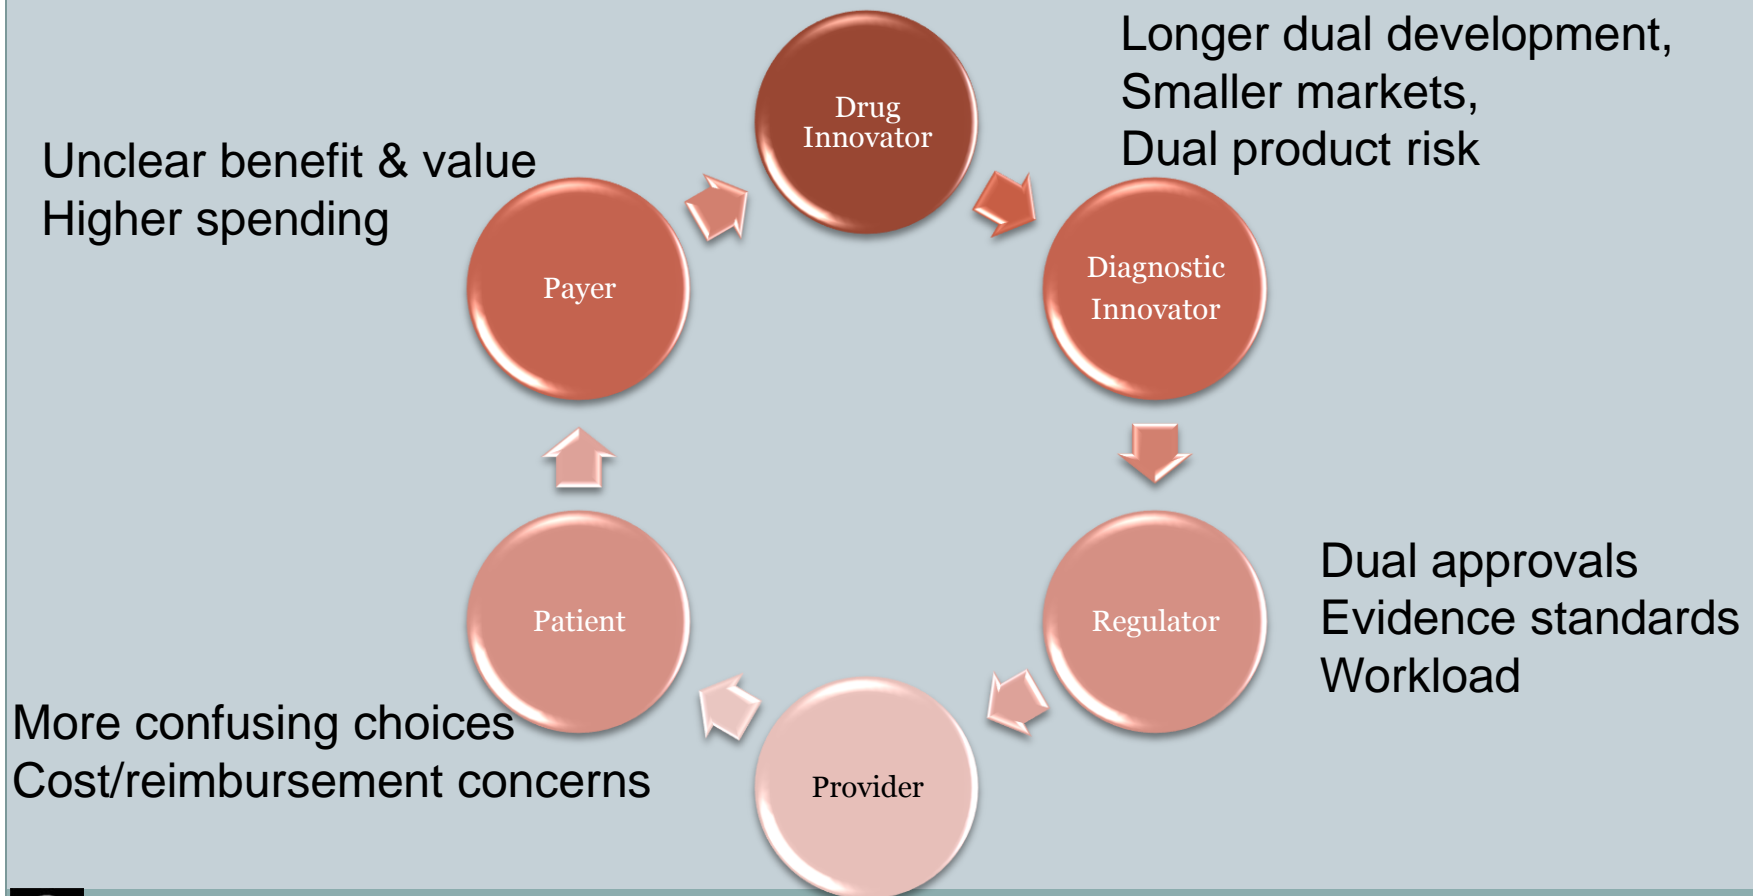 Longer dual development,
Smaller markets,
Dual product risk
Drug
Innovator
Unclear benefit & value
Higher spending
Payer
Diagnostic
Innovator
Dual approvals
Evidence standards
Workload
Patient
Regulator
More confusing choices
Cost/reimbursement concerns
Provider